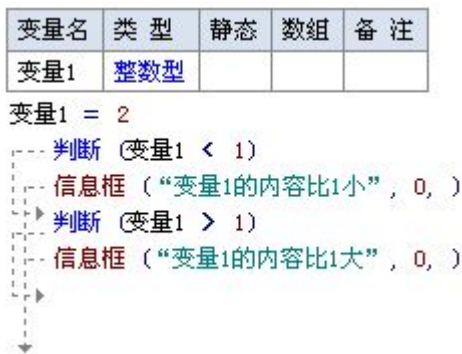 变量名 类 型 静态 数组 备 注
变量1 整数型
变量1 = 2
判断 (变量1 < 1)
信息框 (“变量1的内容比1小”, 0, )
判断 (变量1 > 1)
信息框 (“变量1的内容比1大”, 0, )